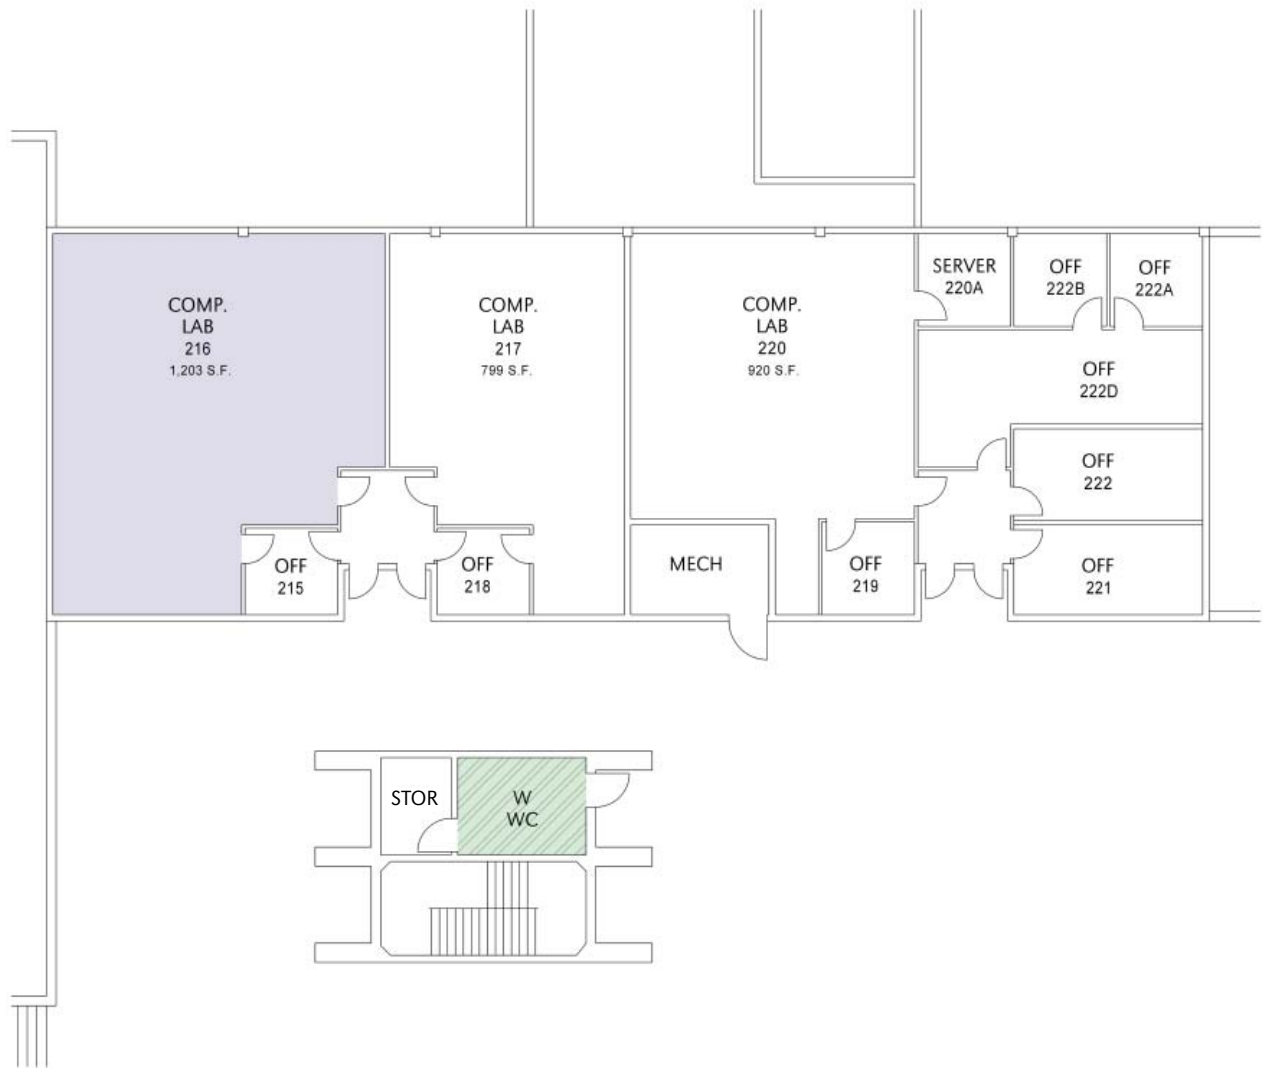 COMP.
LAB
216
1,203 S.F.
COMP.
LAB
217
799 S.F.
COMP.
LAB
220
920 S.F.
SERVER
220A
OFF
222B
OFF
222A
OFF
222D
OFF
222
OFF
221
OFF
215
OFF
218
MECH
OFF
219
STOR
W
WC